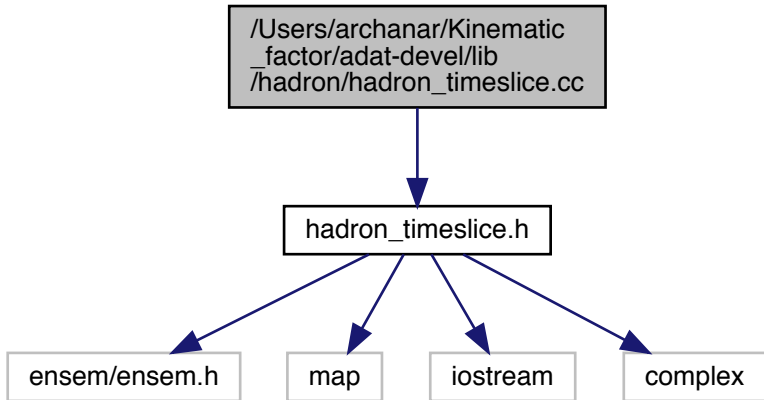 /Users/archanar/Kinematic
_factor/adat-devel/lib
/hadron/hadron_timeslice.cc
hadron_timeslice.h
ensem/ensem.h
map
iostream
complex